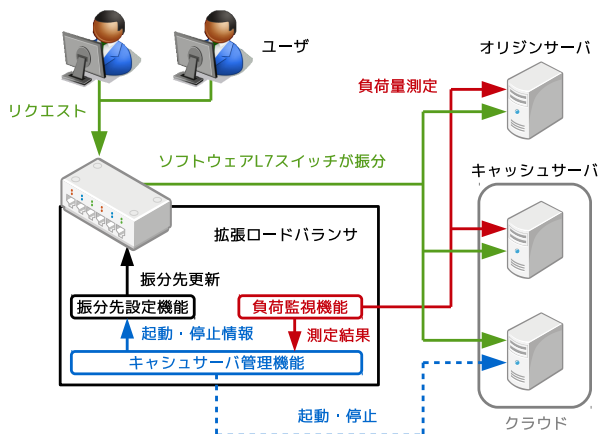 ユーザ
オリジンサーバ
負荷量測定
リクエスト
ソフトウェアL7スイッチが振分
キャッシュサーバ
拡張ロードバランサ
振分先更新
振分先設定機能
負荷監視機能
起動・停止情報
測定結果
キャシュサーバ管理機能
起動・停止
クラウド